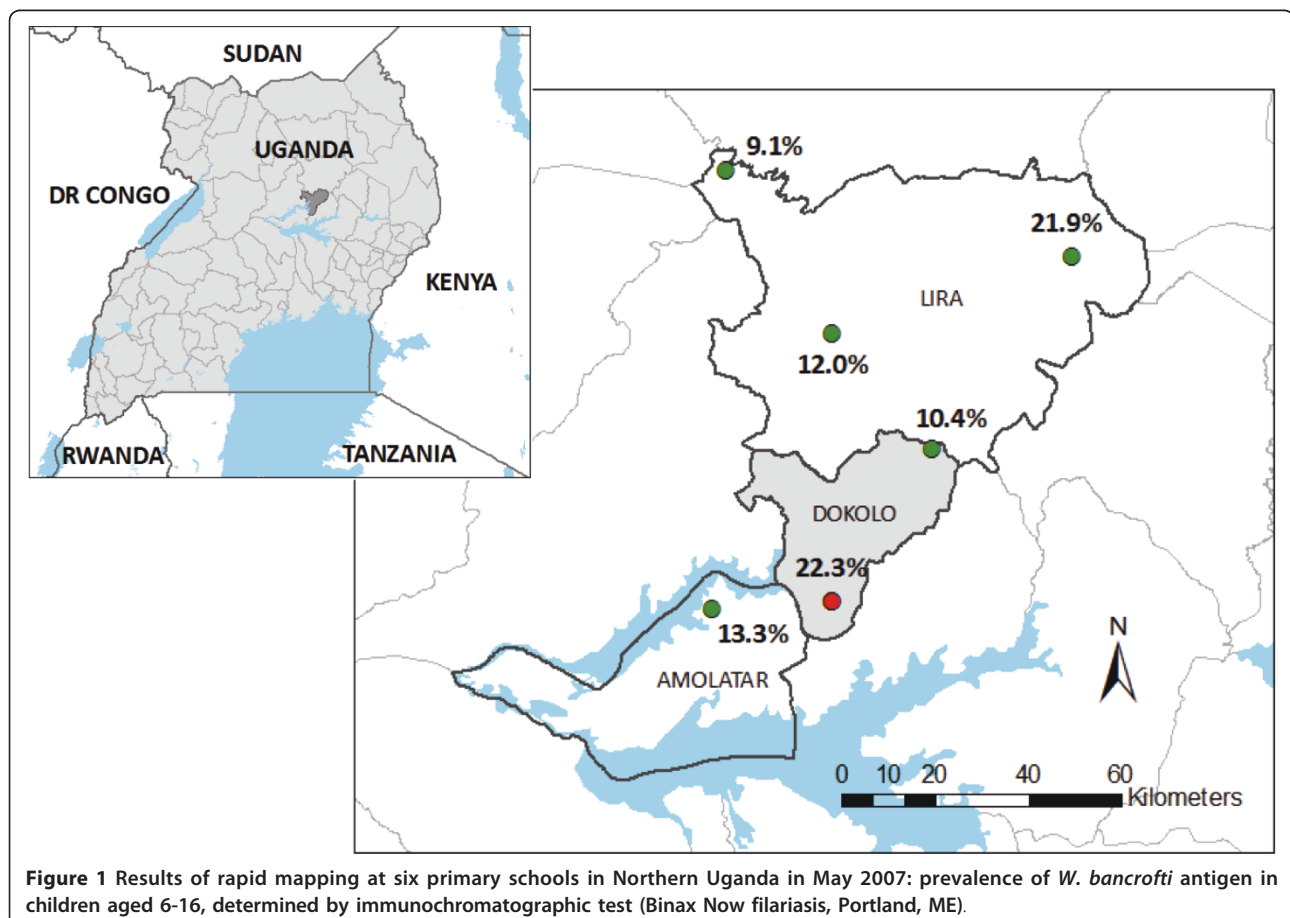 SUDAN
UGANDA
DR CONGO
KENYA
RWANDA
TANZANIA
9.1%
21.9%
LIRA
12.0%
10.4%
DOKOLO
22.3%
13.3%
AMOLATAR
N
0 10 20 40 60
Kilometers
Figure 1 Results of rapid mapping at six primary schools in Northern Uganda in May 2007: prevalence of W. bancrofti antigen in
children aged 6-16, determined by immunochromatographic test (Binax Now filariasis, Portland, ME).